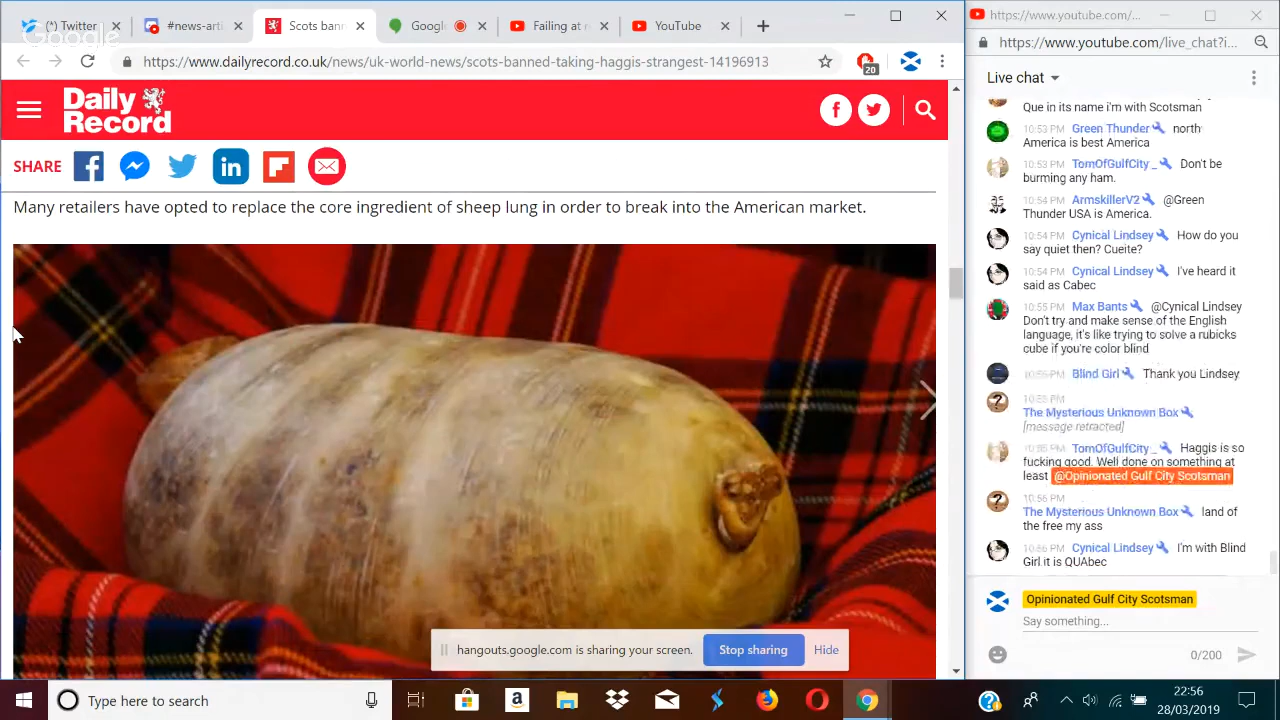 (*) Twitter
#news-arti
Scots bann
Google
Failing at r
YouTube
Google
https://www.dailyrecord.co.uk/news/uk-world-news/scots-banned-taking-haggis-strangest-14196913
20
Daily
Record
SHARE
Many retailers have opted to replace the core ingredient of sheep lung in order to break into the American market.
hangouts.google.com is sharing your screen.
Stop sharing
Hide
https://www.youtube.com/...
https://www.youtube.com/live_chat?i...
Live chat
Que in its name i'm with Scotsman
10:53 PM Green Thunder north
America is best America
10:53 PM TomOfGulfCity_ Don't be
burming any ham.
10:54 PM ArmskillerV2 @Green
Thunder USA is America.
10:54 PM Cynical Lindsey How do you
say quiet then? Cueite?
10:54 PM Cynical Lindsey I've heard it
said as Cabec
10:55 PM Max Bants @Cynical Lindsey
Don't try and make sense of the English
language, it's like trying to solve a rubicks
cube if you're color blind
Blind Girl Thank you Lindsey
The Mysterious Unknown Box
[message retracted]
TomOfGulfCity_ Haggis is so
fucking good. Well done on something at
least @Opinionated Gulf City Scotsman
10:56 PM
The Mysterious Unknown Box land of
the free my ass
10:56 PM Cynical Lindsey I'm with Blind
Girl it is QUAbec
Opinionated Gulf City Scotsman
Say something...
0/200
Type here to search
22:56
28/03/2019